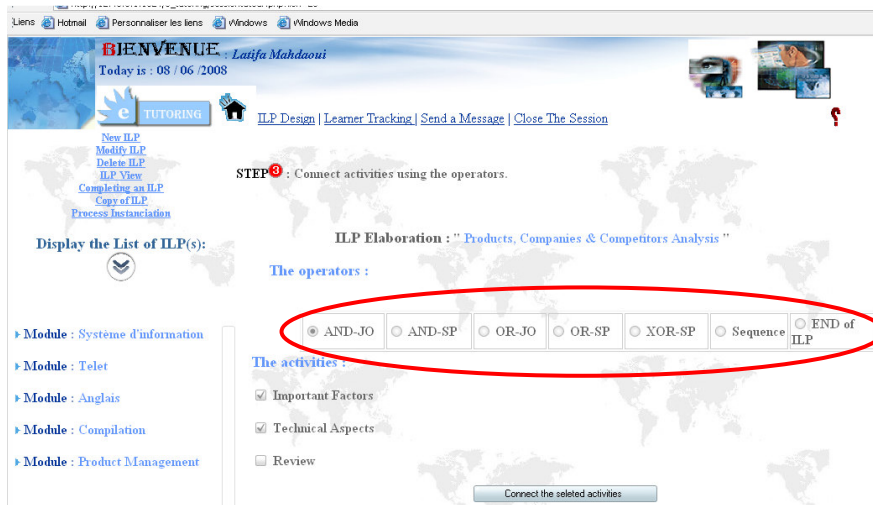 Liens Hotmail Personnaliser les liens Windows Windows Media
BIENVENUE : Latifa Mahdaoui
Today is : 08 / 06 /2008
e TUTORING
ILP Design | Learner Tracking | Send a Message | Close The Session
New ILP
Modify ILP
Delete ILP
ILP View
Completing an ILP
Copy of ILP
Process Instanciation
STEP 3 : Connect activities using the operators.
Display the List of ILP(s):
ILP Elaboration : " Products, Companies & Competitors Analysis "
The operators :
AND-JO AND-SP OR-JO OR-SP XOR-SP Sequence END of ILP
Module : Système d'information
Module : Telet
Module : Anglais
Module : Compilation
Module : Product Management
The activities :
Important Factors
Technical Aspects
Review
Connect the seleted activities